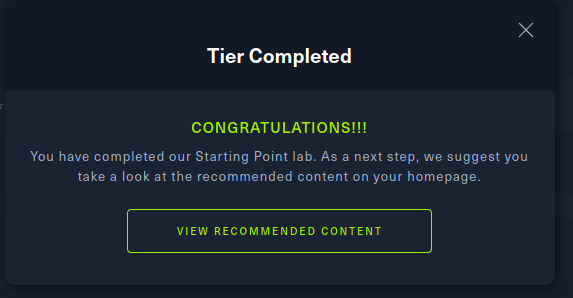 Tier Completed
CONGRATULATIONS!!!
You have completed our Starting Point lab. As a next step, we suggest you
take a look at the recommended content on your homepage.
VIEW RECOMMENDED CONTENT